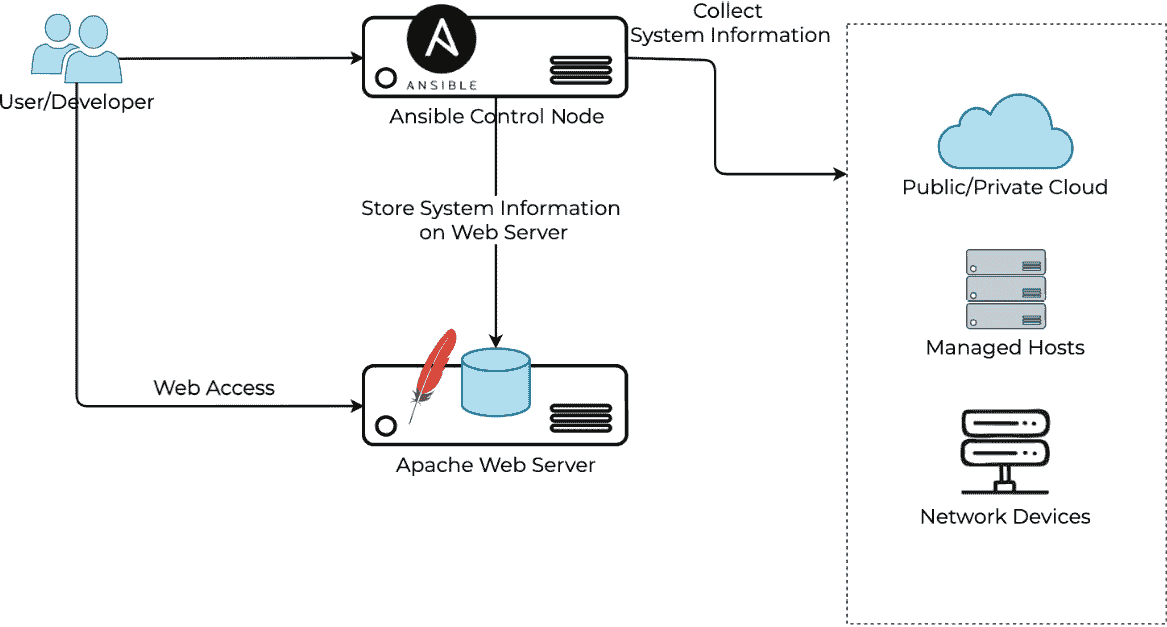 Collect
System Information
ANSIBLE
User/Developer
Ansible Control Node
Public/Private Cloud
Store System Information
on Web Server
Managed Hosts
Web Access
Apache Web Server
Network Devices